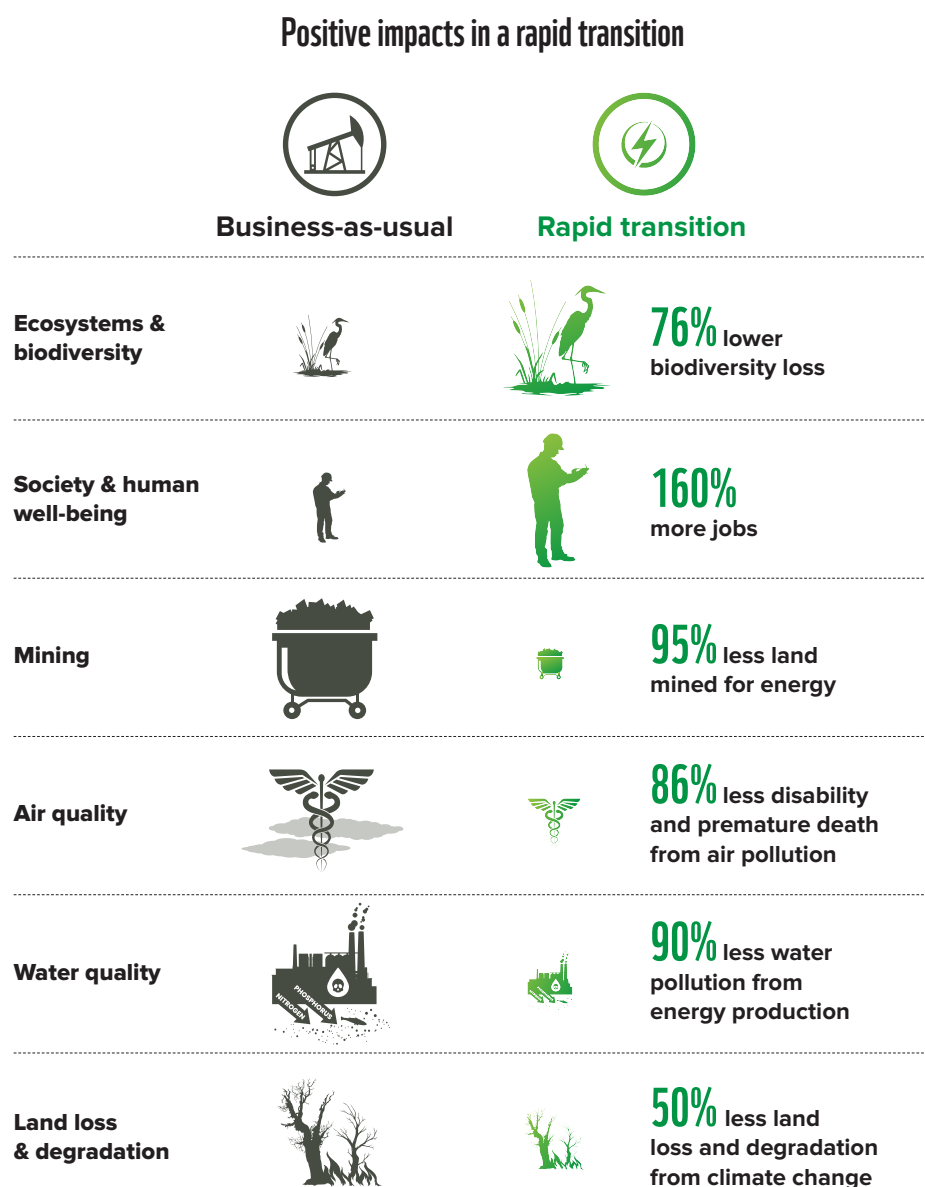 Positive impacts in a rapid transition
Business-as-usual
Rapid transition
Ecosystems &
biodiversity
76% lower
biodiversity loss
Society & human
well-being
160%
more jobs
Mining
95% less land
mined for energy
Air quality
86% less disability
and premature death
from air pollution
Water quality
PHOSPHORUS
NITROGEN
90% less water
pollution from
energy production
Land loss
& degradation
50% less land
loss and degradation
from climate change